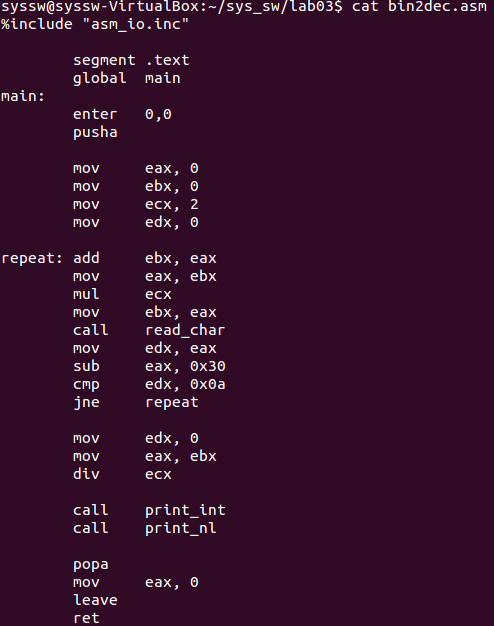 syssw@syssw-VirtualBox:~/sys_sw/lab03$ cat bin2dec.asm
%include "asm_io.inc"
segment .text
global main
main:
enter 0,0
pusha
mov eax, 0
mov ebx, 0
mov ecx, 2
mov edx, 0
repeat: add ebx, eax
mov eax, ebx
mul ecx
mov ebx, eax
call read_char
mov edx, eax
sub eax, 0x30
cmp edx, 0x0a
jne repeat
mov edx, 0
mov eax, ebx
div ecx
call print_int
call print_nl
popa
mov eax, 0
leave
ret